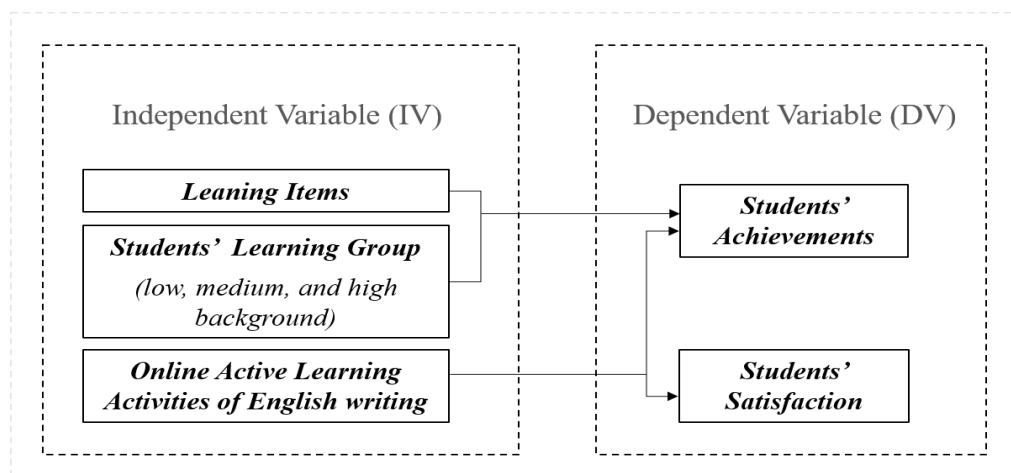 Independent Variable (IV)
Leaning Items
Students' Learning Group
(low, medium, and high
background)
Online Active Learning
Activities of English writing
Dependent Variable (DV)
Students'
Achievements
Students'
Satisfaction